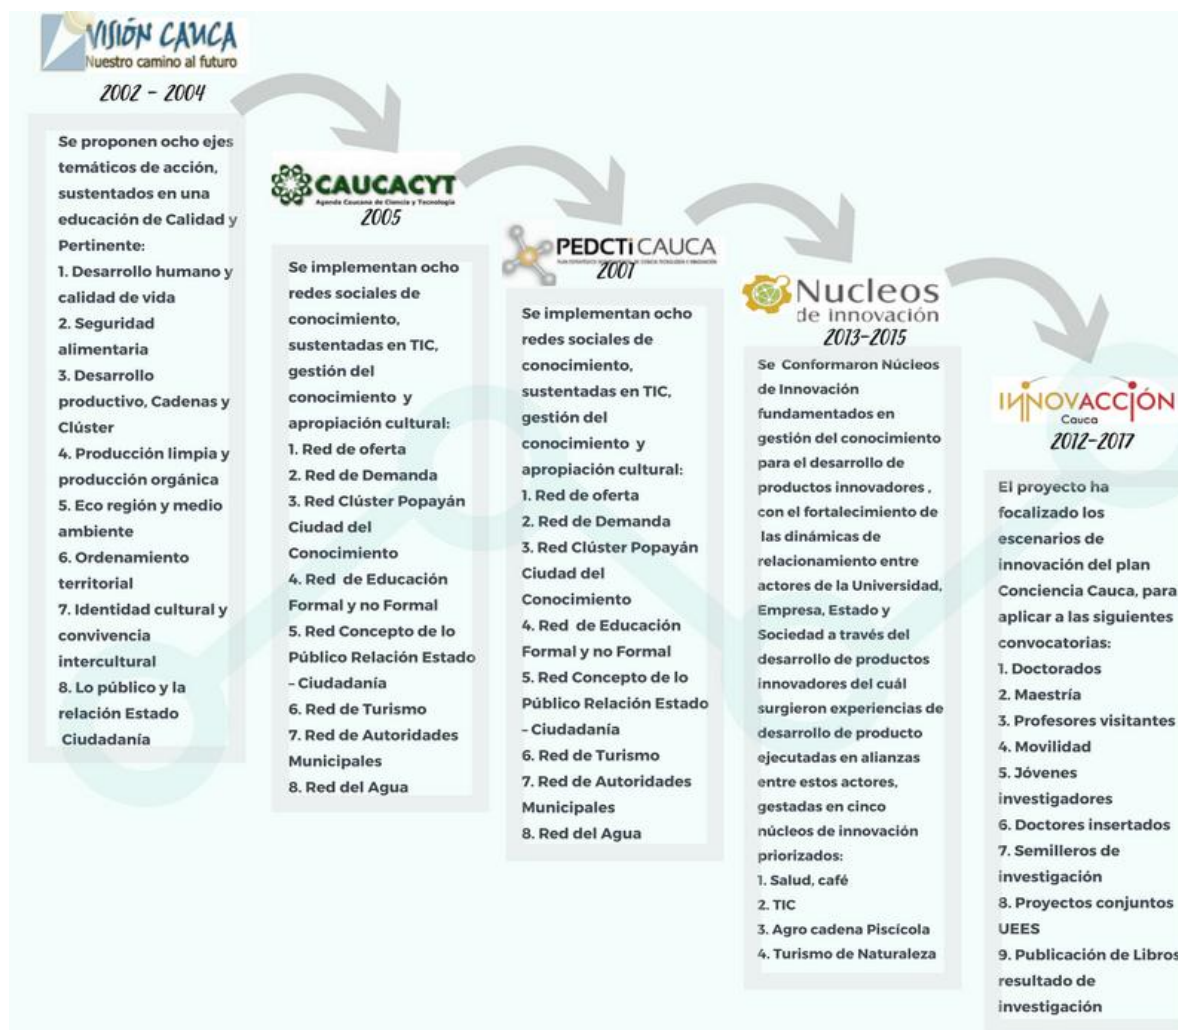 VISIÓN CAUCA
Nuestro camino al futuro
2002 - 2004
Se proponen ocho ejes
temáticos de acción,
sustentados en una
educación de Calidad y
Pertinente:
1. Desarrollo humano y
calidad de vida
2. Seguridad
alimentaria
3. Desarrollo
productivo, Cadenas y
Clúster
4. Producción limpia y
producción orgánica
5. Eco región y medio
ambiente
6. Ordenamiento
territorial
7. Identidad cultural y
convivencia
intercultural
8. Lo público y la
relación Estado
Ciudadanía
CAUCACYT
Agenda Caucana de Ciencia y Tecnología
2005
Se implementan ocho
redes sociales de
conocimiento,
sustentadas en TIC,
gestión del
conocimiento y
apropiación cultural:
1. Red de oferta
2. Red de Demanda
3. Red Clúster Popayán
Ciudad del
Conocimiento
4. Red de Educación
Formal y no Formal
5. Red Concepto de lo
Público Relación Estado
– Ciudadanía
6. Red de Turismo
7. Red de Autoridades
Municipales
8. Red del Agua
PEDCTi CAUCA
2007
Se implementan ocho
redes sociales de
conocimiento,
sustentadas en TIC,
gestión del
conocimiento y
apropiación cultural:
1. Red de oferta
2. Red de Demanda
3. Red Clúster Popayán
Ciudad del
Conocimiento
4. Red de Educación
Formal y no Formal
5. Red Concepto de lo
Público Relación Estado
– Ciudadanía
6. Red de Turismo
7. Red de Autoridades
Municipales
8. Red del Agua
Nucleos
de innovación
2013-2015
Se Conformaron Núcleos
de Innovación
fundamentados en
gestión del conocimiento
para el desarrollo de
productos innovadores ,
con el fortalecimiento de
las dinámicas de
relacionamiento entre
actores de la Universidad,
Empresa, Estado y
Sociedad a través del
desarrollo de productos
innovadores del cuál
surgieron experiencias de
desarrollo de producto
ejecutadas en alianzas
entre estos actores,
gestadas en cinco
núcleos de innovación
priorizados:
1. Salud, café
2. TIC
3. Agro cadena Piscícola
4. Turismo de Naturaleza
INNOVACCIÓN
Cauca
2012-2017
El proyecto ha
focalizado los
escenarios de
innovación del plan
Conciencia Cauca, para
aplicar a las siguientes
convocatorias:
1. Doctorados
2. Maestría
3. Profesores visitantes
4. Movilidad
5. Jóvenes
investigadores
6. Doctores insertados
7. Semilleros de
investigación
8. Proyectos conjuntos
UEES
9. Publicación de Libros
resultado de
investigación